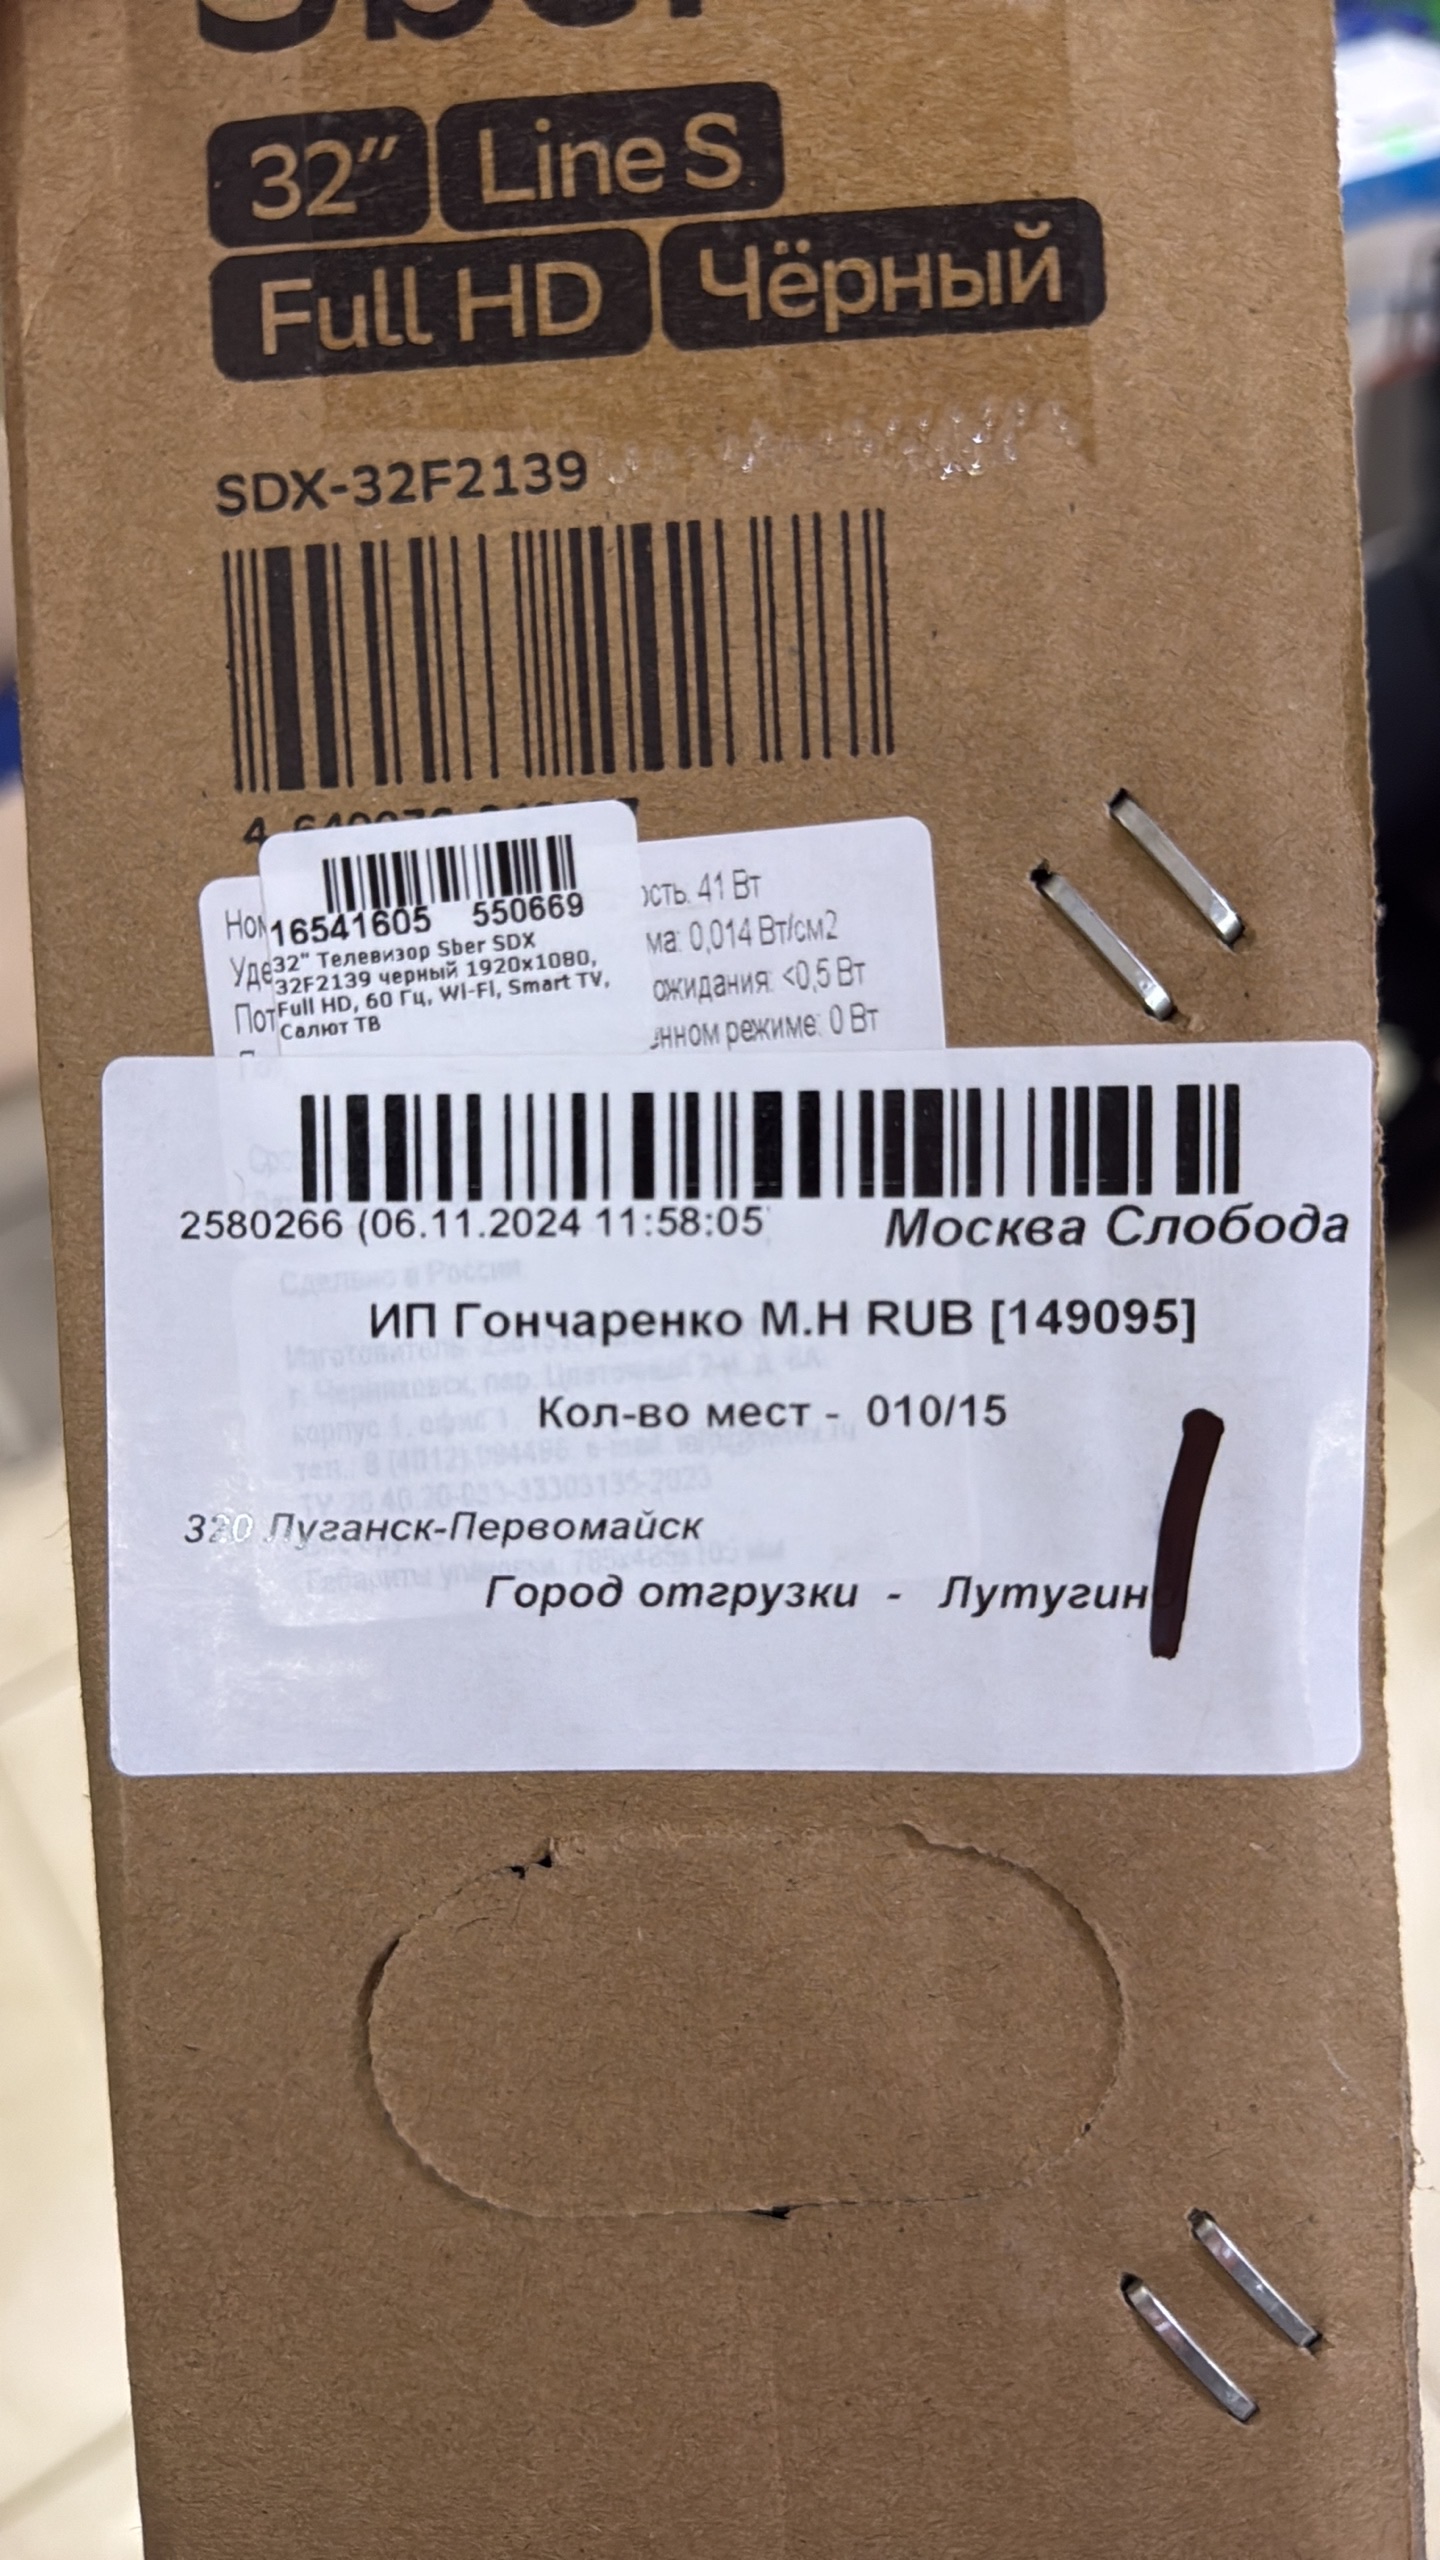 Sber
32" Line S
Full HD Чёрный
SDX-32F2139
16541605 550669
32" Телевизор Sber SDX
32F2139 черный 1920x1080,
Full HD, 60 Гц, Wi-Fi, Smart TV,
Салют ТВ
41 Вт
0,014 Вт/см2
ожидания: <0,5 Вт
режиме: 0 Вт
2580266 (06.11.2024 11:58:05
Москва Слобода
ИП Гончаренко М.Н RUB [149095]
Кол-во мест - 010/15
320 Луганск-Первомайск
Город отгрузки - Лутугин
Сделано в России